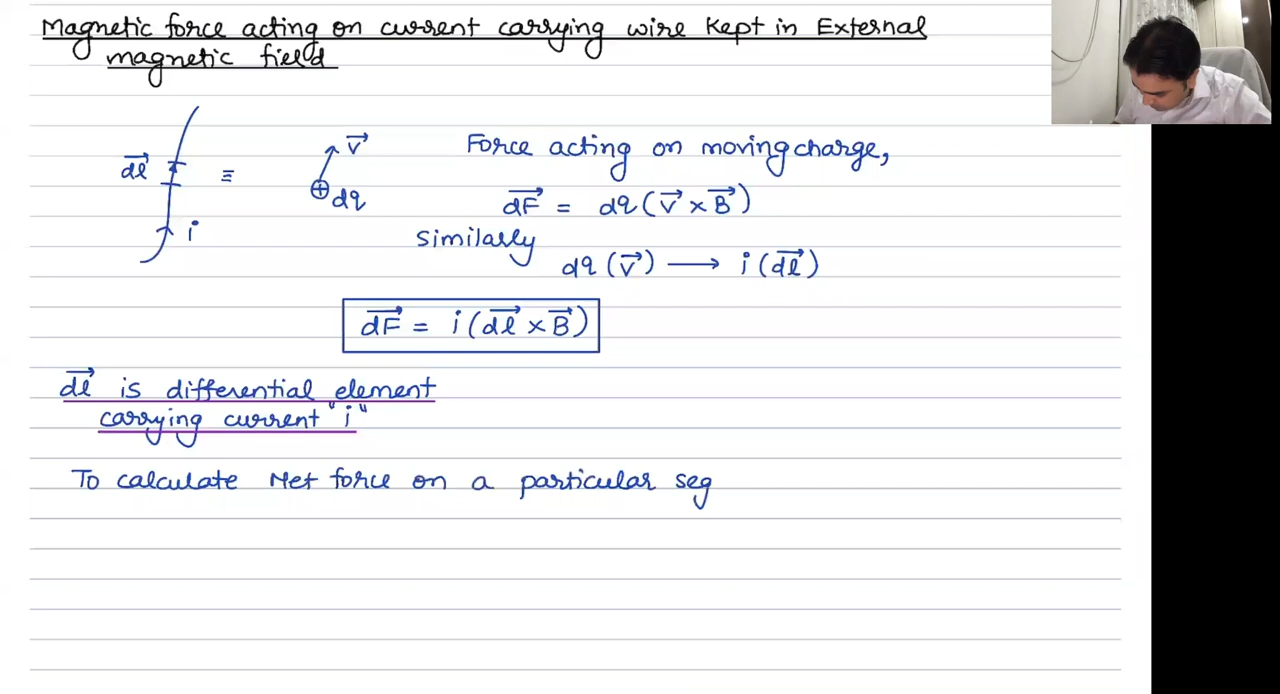 Magnetic force acting on current carrying wire Kept in External
magnetic field
dl⃗ ≡ v⃗ Force acting on moving charge,
dq dF⃗ = dq (v⃗ × B⃗)
i Similarly
dq (v⃗) ⟶ i (dl⃗)
dF⃗ = i (dl⃗ × B⃗)
dl⃗ is differential element
carrying current "i"
To calculate Net force on a particular seg